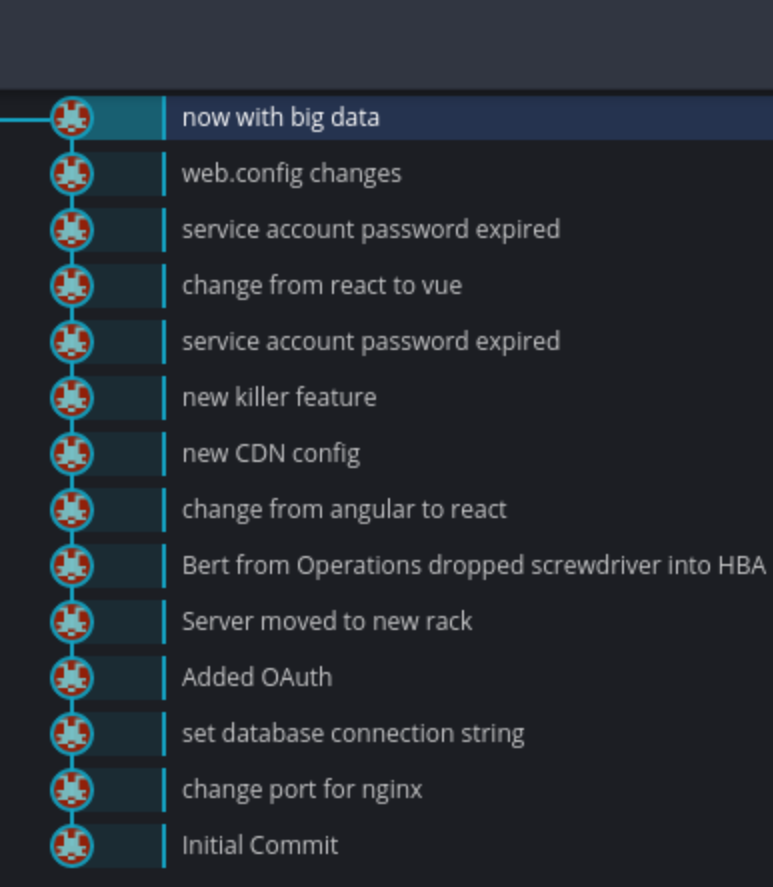 now with big data
web.config changes
service account password expired
change from react to vue
service account password expired
new killer feature
new CDN config
change from angular to react
Bert from Operations dropped screwdriver into HBA
Server moved to new rack
Added OAuth
set database connection string
change port for nginx
Initial Commit